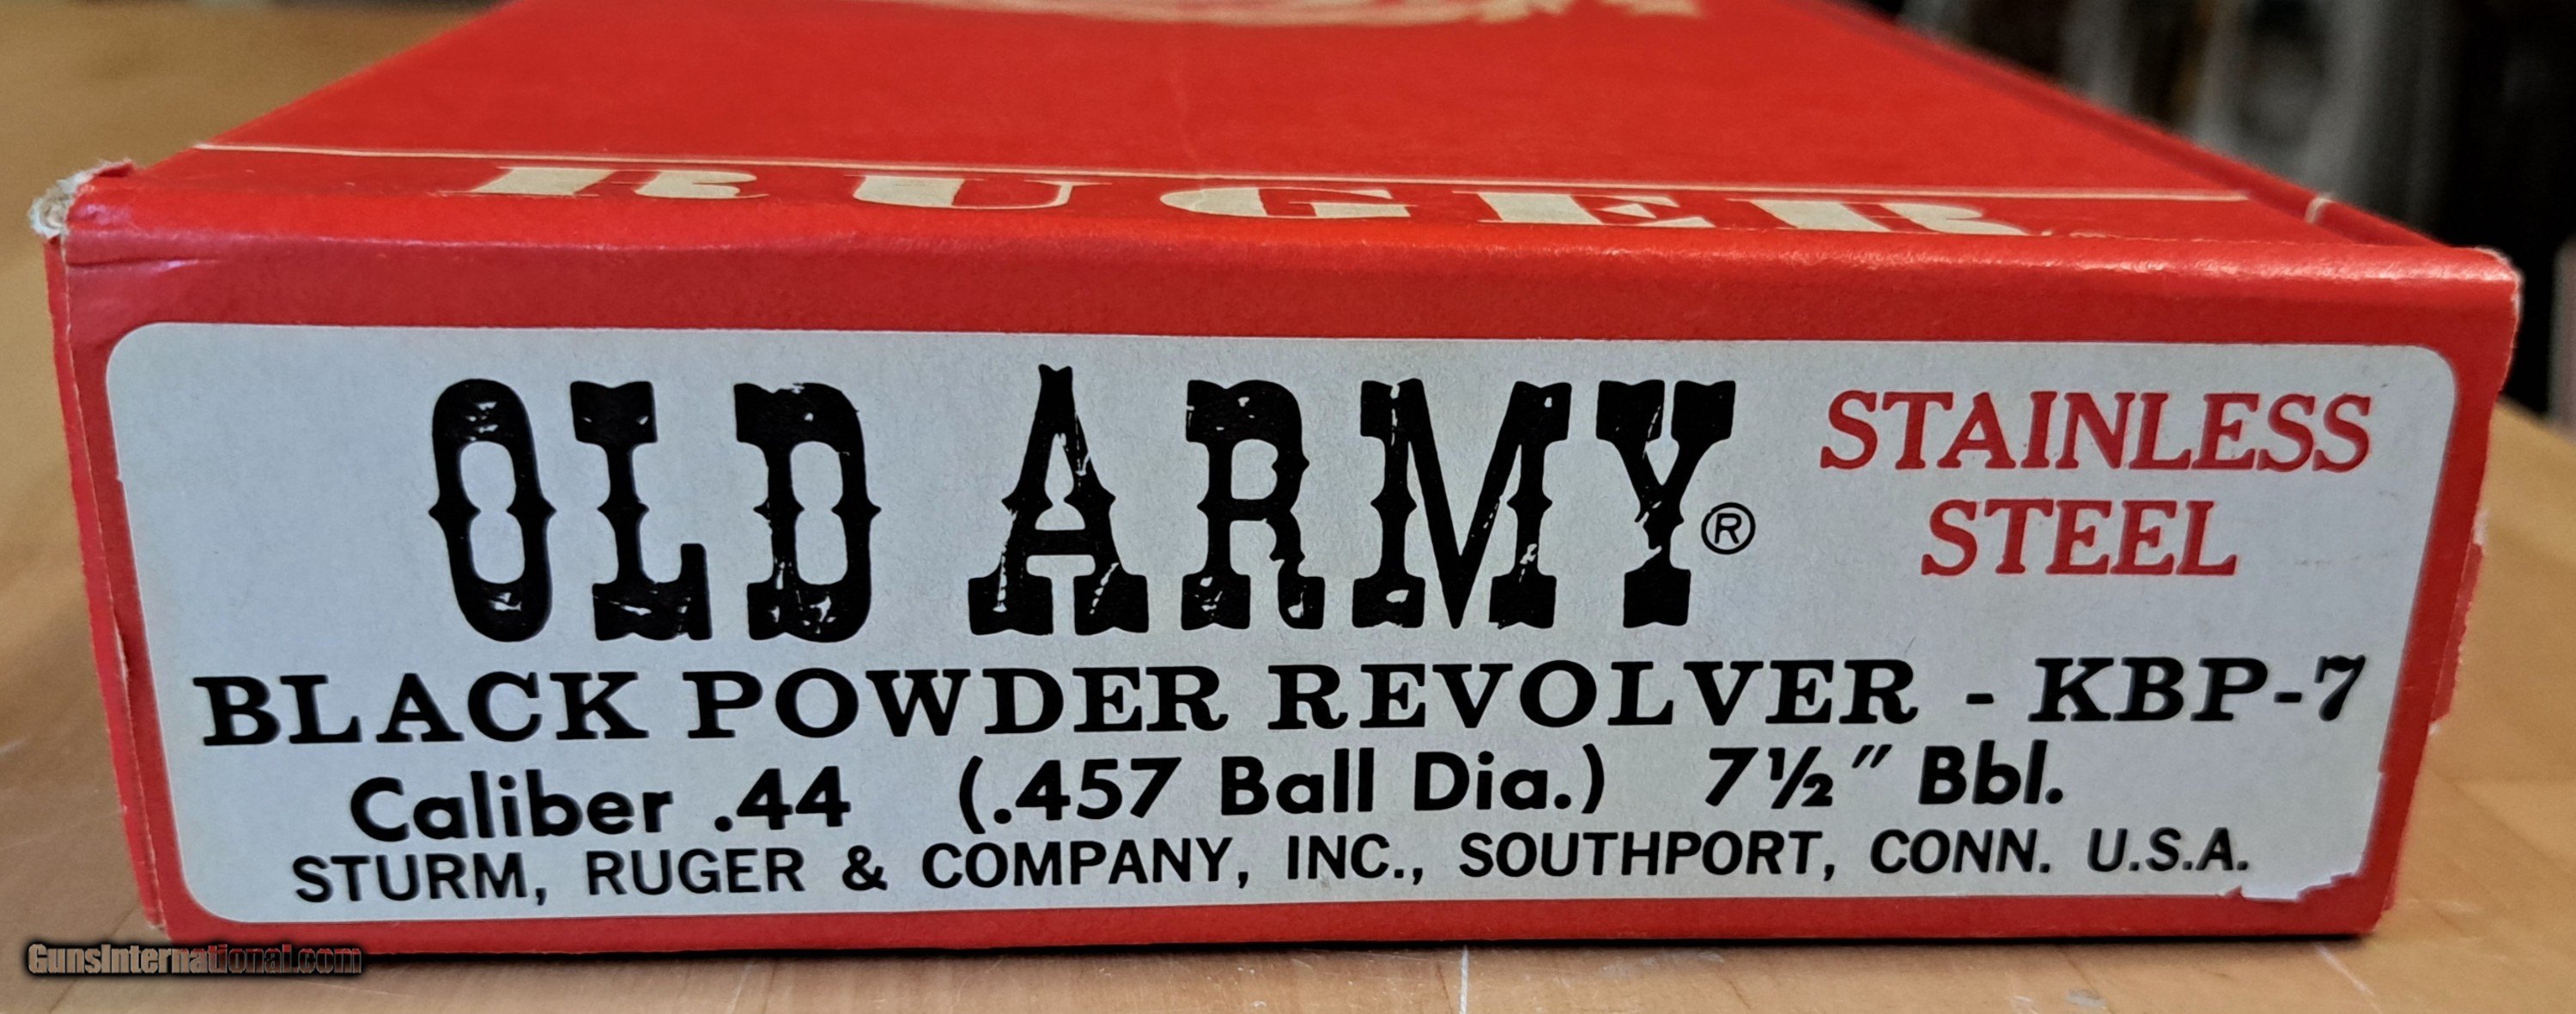 RUGER
OLD ARMY® STAINLESS STEEL
BLACK POWDER REVOLVER - KBP-7
Caliber .44 (.457 Ball Dia.) 7½" Bbl.
STURM, RUGER & COMPANY, INC., SOUTHPORT, CONN. U.S.A.
GunsInternational.com